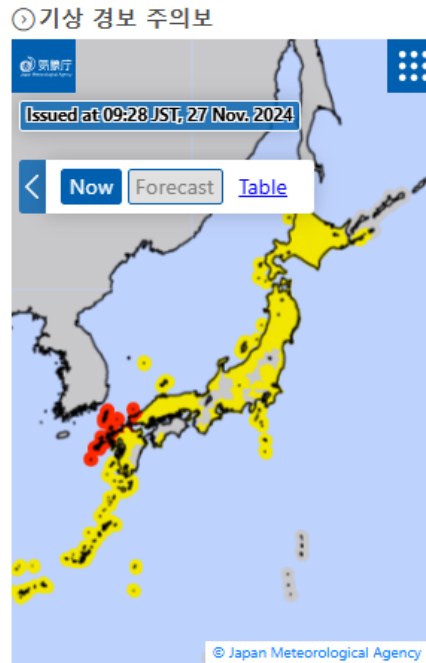 기상 경보 주의보
気象庁
Japan Meteorological Agency
Issued at 09:28 JST, 27 Nov. 2024
Now Forecast Table
© Japan Meteorological Agency